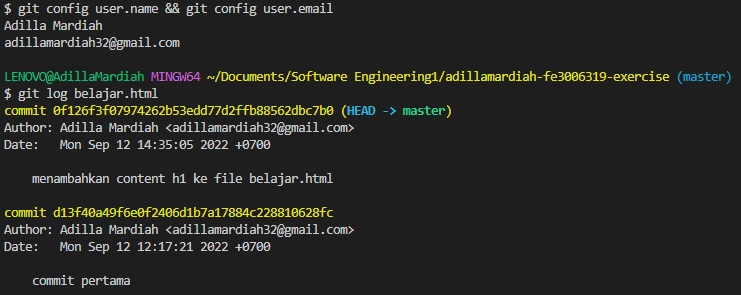 $ git config user.name && git config user.email
Adilla Mardiah
adillamardiah32@gmail.com
LENOVO@AdillaMardiah MINGW64 ~/Documents/Software Engineering1/adillamardiah-fe3006319-exercise (master)
$ git log belajar.html
commit 0f126f3f07974262b53edd77d2ffb88562dbc7b0 (HEAD -> master)
Author: Adilla Mardiah <adillamardiah32@gmail.com>
Date:   Mon Sep 12 14:35:05 2022 +0700
    menambahkan content h1 ke file belajar.html
commit d13f40a49f6e0f2406d1b7a17884c228810628fc
Author: Adilla Mardiah <adillamardiah32@gmail.com>
Date:   Mon Sep 12 12:17:21 2022 +0700
    commit pertama